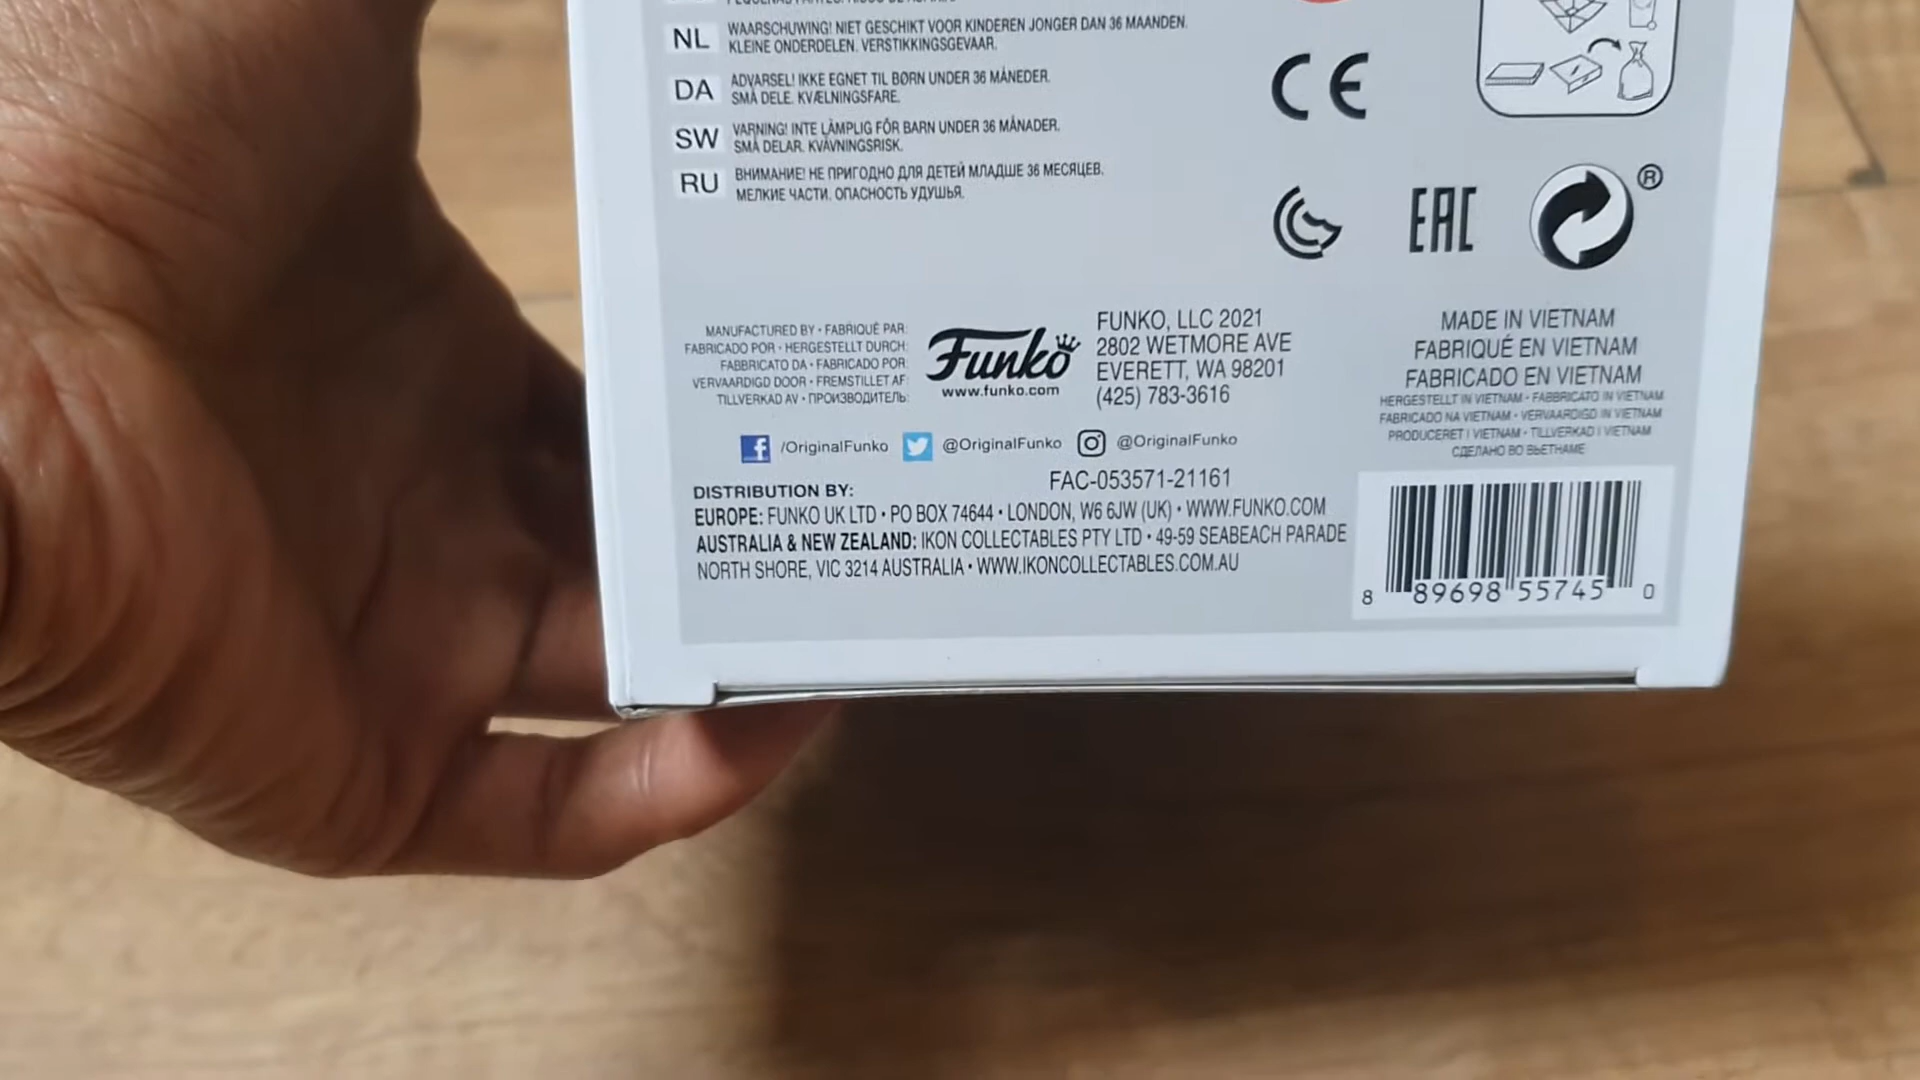 NL WAARSCHUWING! NIET GESCHIKT VOOR KINDEREN JONGER DAN 36 MAANDEN.
KLEINE ONDERDELEN. VERSTIKKINGSGEVAAR.
DA ADVARSEL! IKKE EGNET TIL BØRN UNDER 36 MÅNEDER.
SMÅ DELE. KVÆLNINGSFARE.
SW VARNING! INTE LÄMPLIG FÖR BARN UNDER 36 MÅNADER.
SMÅ DELAR. KVÄVNINGSRISK.
RU ВНИМАНИЕ! НЕ ПРИГОДНО ДЛЯ ДЕТЕЙ МЛАДШЕ 36 МЕСЯЦЕВ.
МЕЛКИЕ ЧАСТИ. ОПАСНОСТЬ УДУШЬЯ.
CE
EAC
®
MANUFACTURED BY • FABRIQUÉ PAR:
FABRICADO POR • HERGESTELLT DURCH:
FABBRICATO DA • FABRICADO POR:
VERVAARDIGD DOOR • FREMSTILLET AF:
TILLVERKAD AV • ПРОИЗВОДИТЕЛЬ:
Funko
www.funko.com
FUNKO, LLC 2021
2802 WETMORE AVE
EVERETT, WA 98201
(425) 783-3616
MADE IN VIETNAM
FABRIQUÉ EN VIETNAM
FABRICADO EN VIETNAM
HERGESTELLT IN VIETNAM • FABBRICATO IN VIETNAM
FABRICADO NA VIETNAM • VERVAARDIGD IN VIETNAM
PRODUCERET I VIETNAM • TILLVERKAD I VIETNAM
СДЕЛАНО ВО ВЬЕТНАМЕ
f /OriginalFunko @OriginalFunko @OriginalFunko
FAC-053571-21161
DISTRIBUTION BY:
EUROPE: FUNKO UK LTD • PO BOX 74644 • LONDON, W6 6JW (UK) • WWW.FUNKO.COM
AUSTRALIA & NEW ZEALAND: IKON COLLECTABLES PTY LTD • 49-59 SEABEACH PARADE
NORTH SHORE, VIC 3214 AUSTRALIA • WWW.IKONCOLLECTABLES.COM.AU
8 89698 55745 0